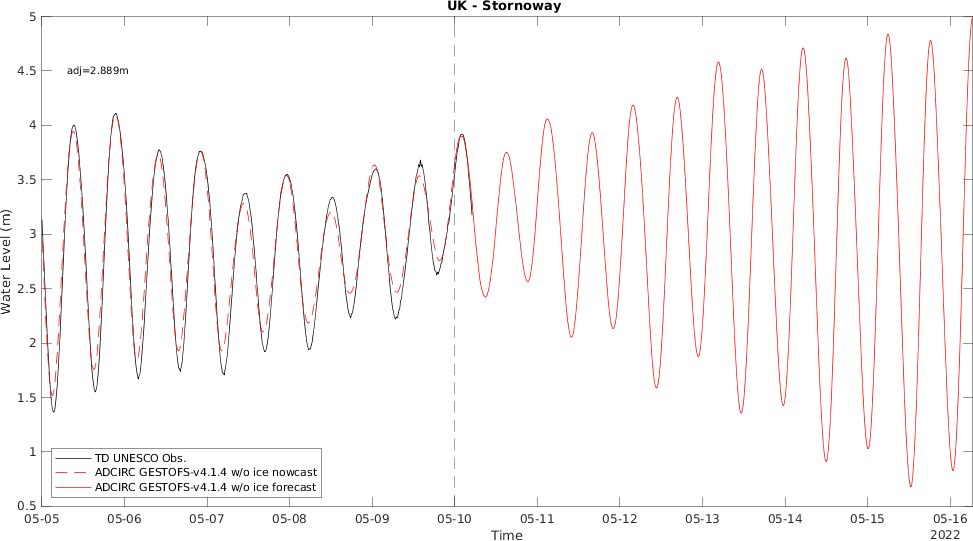 UK - Stornoway
5
4.5
4
3.5
3
2.5
2
1.5
1
0.5
Water Level (m)
adj=2.889m
TD UNESCO Obs.
ADCIRC GESTOFS-v4.1.4 w/o ice nowcast
ADCIRC GESTOFS-v4.1.4 w/o ice forecast
05-05 05-06 05-07 05-08 05-09 05-10 05-11 05-12 05-13 05-14 05-15 05-16
Time
2022